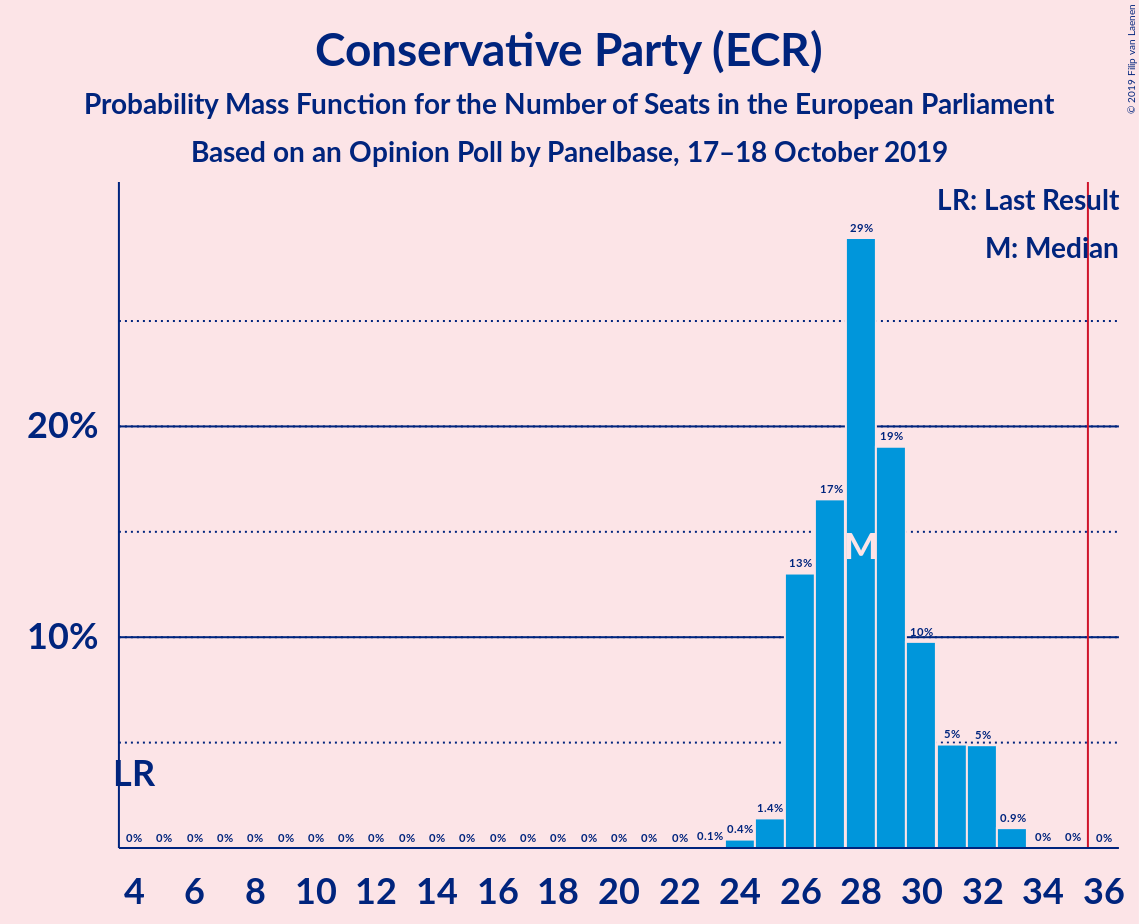 Conservative Party (ECR)
Probability Mass Function for the Number of Seats in the European Parliament
Based on an Opinion Poll by Panelbase, 17–18 October 2019
© 2019 Filip van Laenen
LR: Last Result
M: Median
29%
20%
19%
17%
M
13%
10%
10%
5% 5%
LR
1.4%
0.9%
0% 0% 0% 0% 0% 0% 0% 0% 0% 0% 0% 0% 0% 0% 0% 0% 0% 0% 0% 0.1% 0.4% 0% 0% 0%
4 6 8 10 12 14 16 18 20 22 24 26 28 30 32 34 36